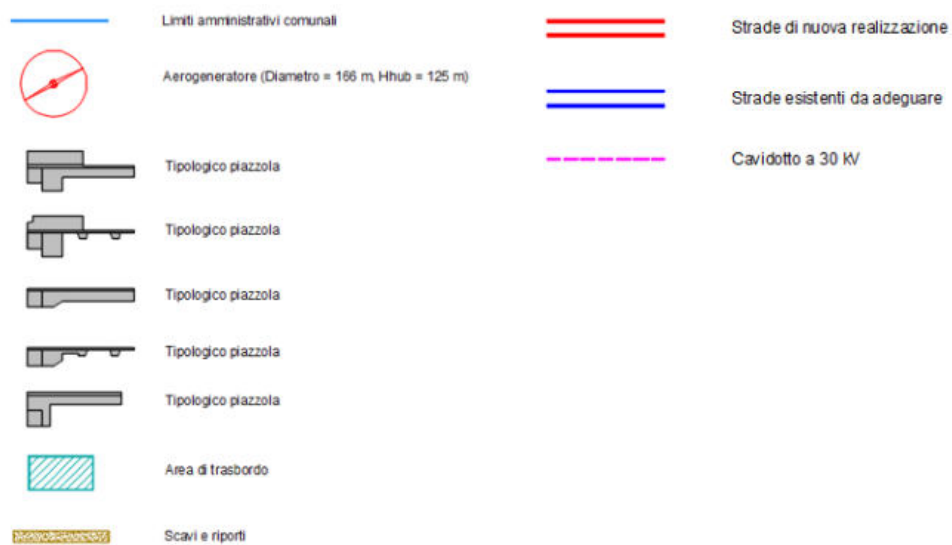 Limiti amministrativi comunali
Aerogeneratore (Diametro = 166 m, Hhub = 125 m)
Tipologico piazzola
Tipologico piazzola
Tipologico piazzola
Tipologico piazzola
Tipologico piazzola
Area di trasbordo
Scavi e riporti
Strade di nuova realizzazione
Strade esistenti da adeguare
Cavidotto a 30 kV